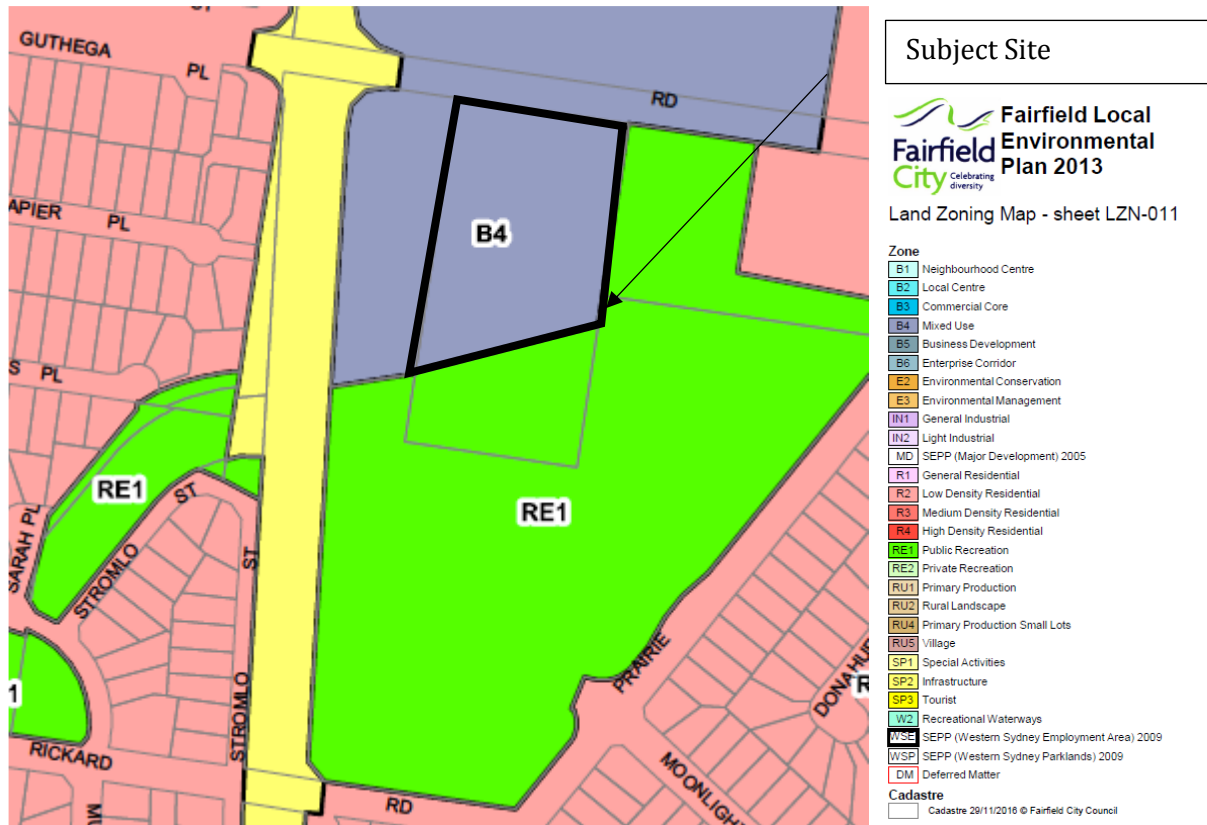 GUTHEGA
PL
RD
APIER
PL
B4
S PL
RE1
ST
SARAH PL
STROMLO
ST
RE1
1
STROMLO
RICKARD
RD
PRAIRIE
DONAHUE
R
MOONLIGHT
MU
Subject Site
Fairfield
City
Celebrating
diversity
Fairfield Local
Environmental
Plan 2013
Land Zoning Map - sheet LZN-011
Zone
B1 Neighbourhood Centre
B2 Local Centre
B3 Commercial Core
B4 Mixed Use
B5 Business Development
B6 Enterprise Corridor
E2 Environmental Conservation
E3 Environmental Management
IN1 General Industrial
IN2 Light Industrial
MD SEPP (Major Development) 2005
R1 General Residential
R2 Low Density Residential
R3 Medium Density Residential
R4 High Density Residential
RE1 Public Recreation
RE2 Private Recreation
RU1 Primary Production
RU2 Rural Landscape
RU4 Primary Production Small Lots
RU5 Village
SP1 Special Activities
SP2 Infrastructure
SP3 Tourist
W2 Recreational Waterways
WSE SEPP (Western Sydney Employment Area) 2009
WSP SEPP (Western Sydney Parklands) 2009
DM Deferred Matter
Cadastre
Cadastre 29/11/2016 © Fairfield City Council